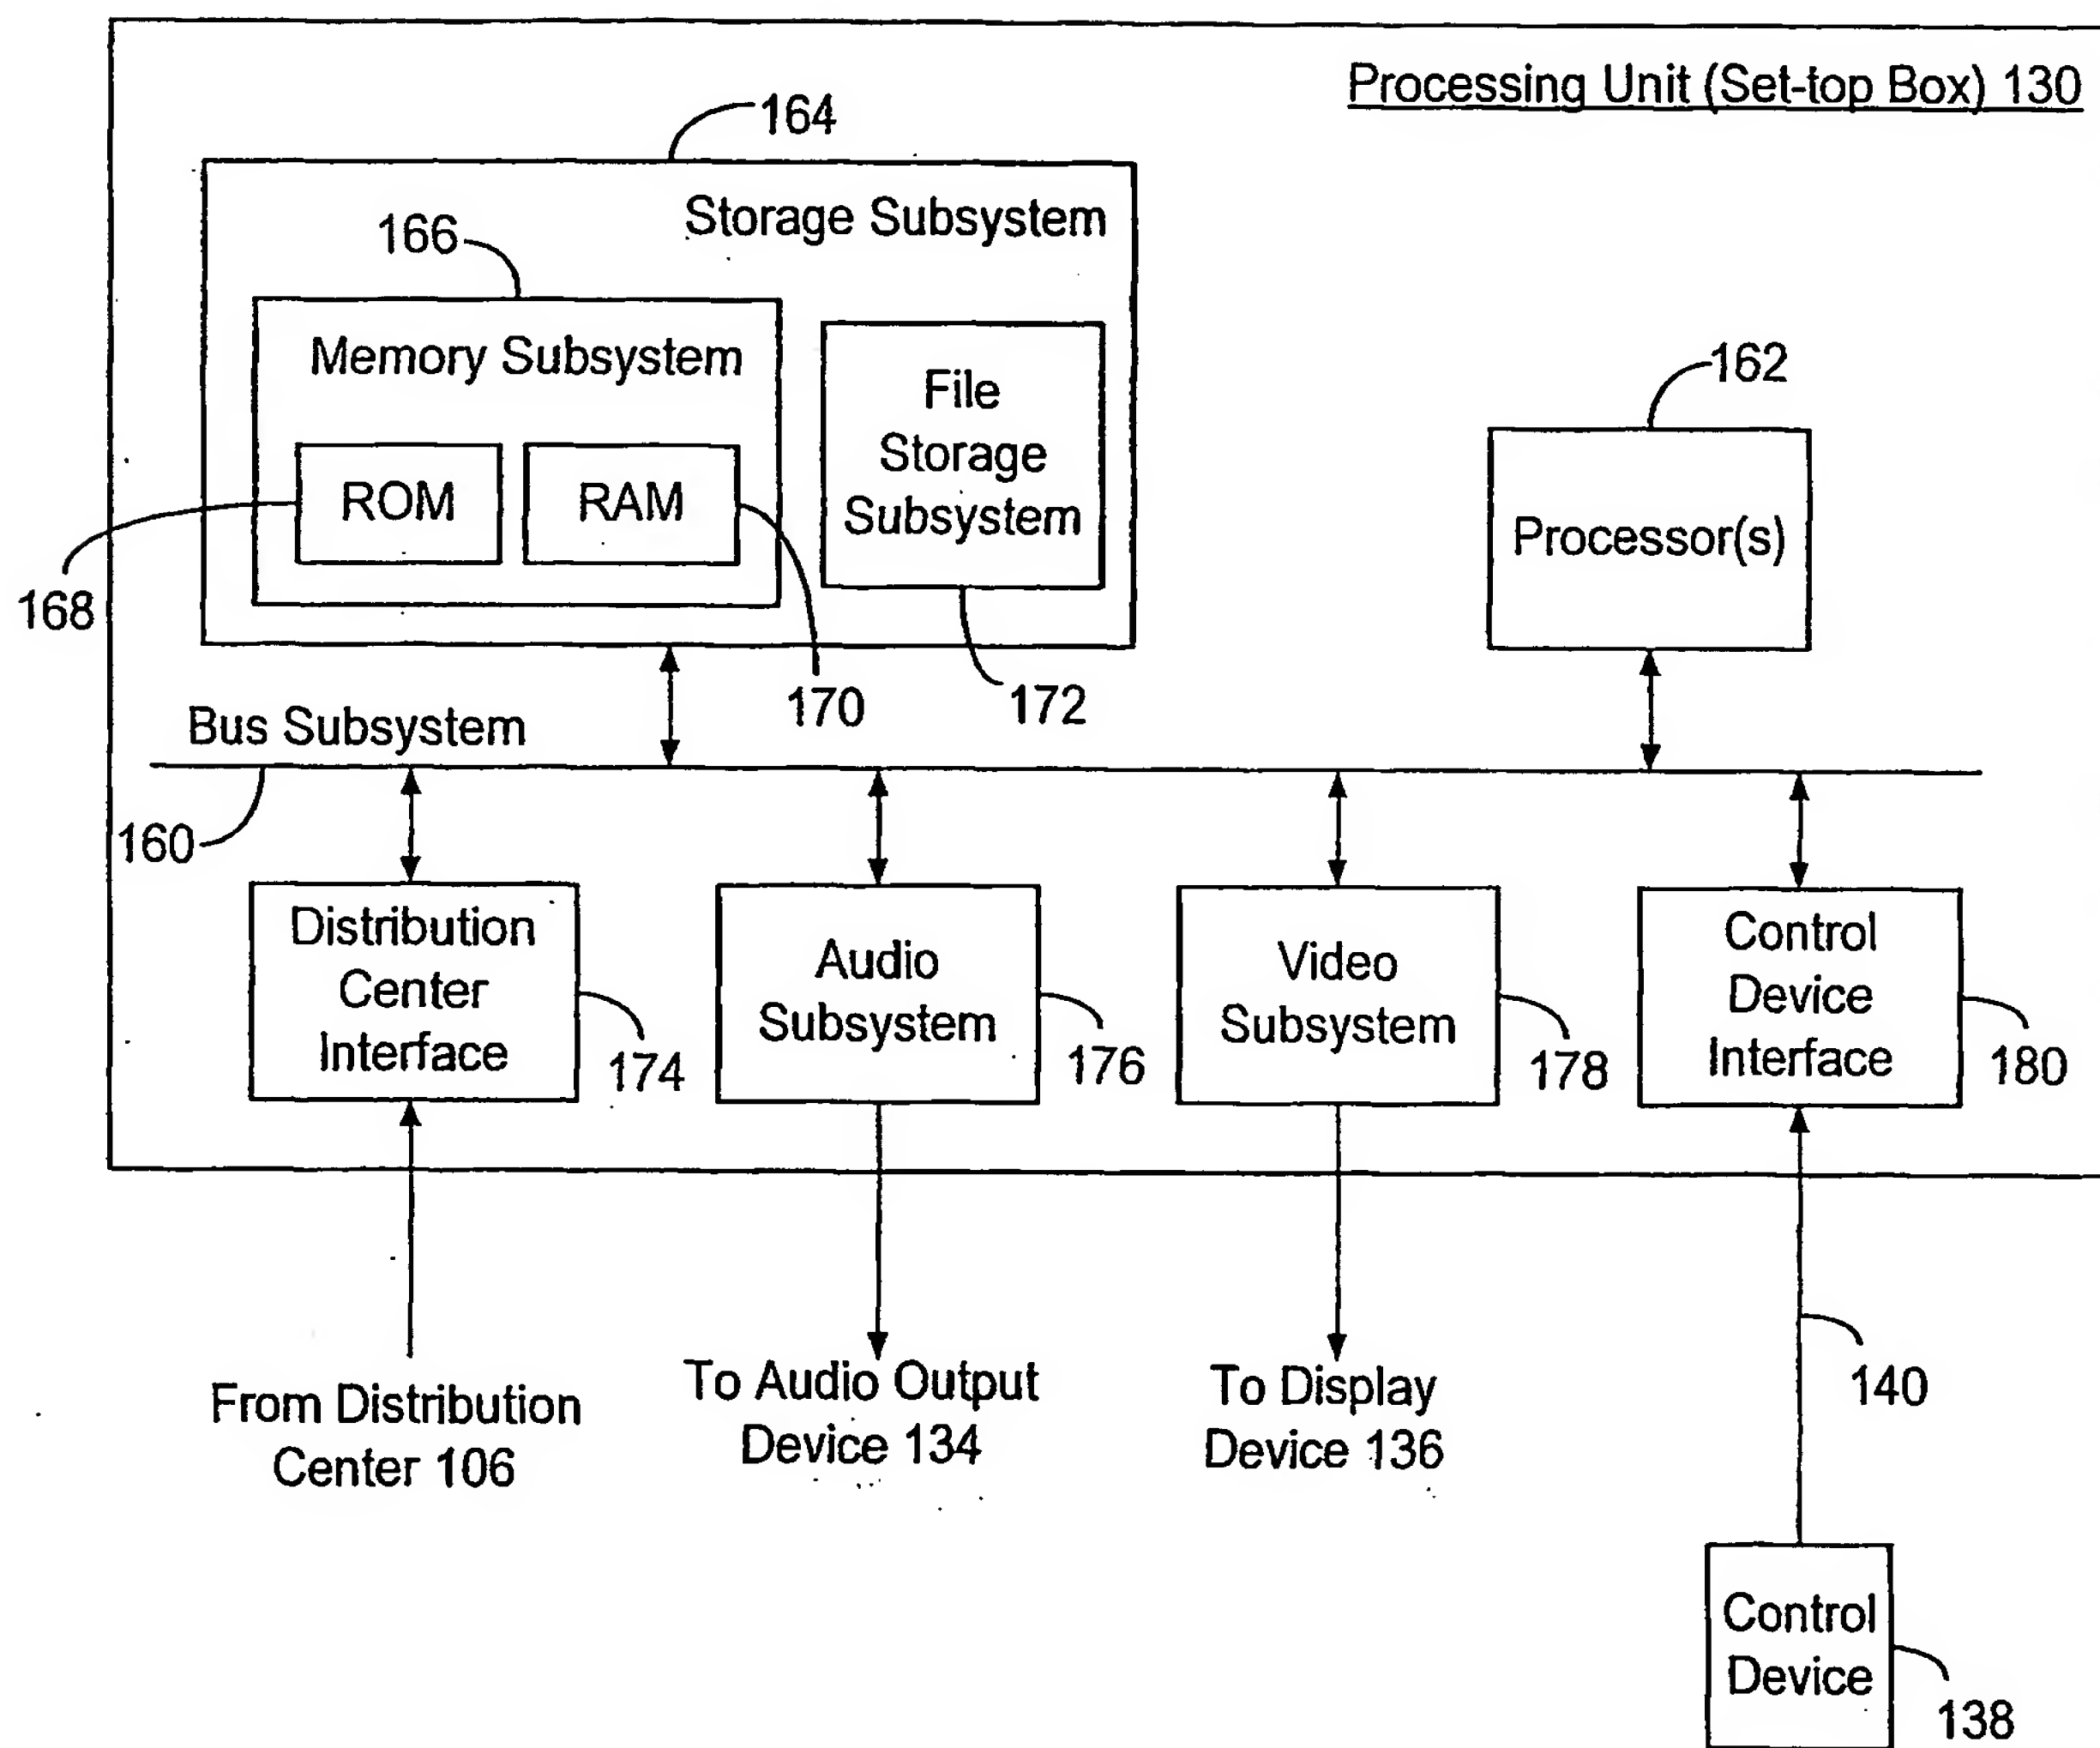 Processing Unit (Set-top Box) 130
164
Storage Subsystem
166
Memory Subsystem
ROM
RAM
File
Storage
Subsystem
162
Processor(s)
168
170
172
Bus Subsystem
160
Distribution
Center
Interface
174
Audio
Subsystem
176
Video
Subsystem
178
Control
Device
Interface
180
From Distribution
Center 106
To Audio Output
Device 134
To Display
Device 136
140
Control
Device
138